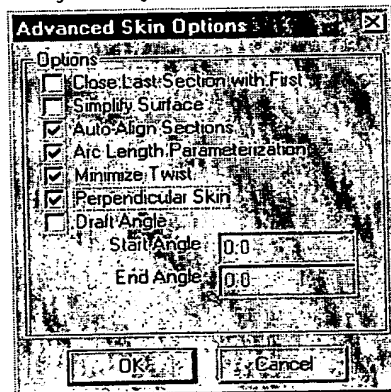 Advanced Skin Options
Options
Close Last Section with First
Simplify Surface
Auto Align Sections
Arc Length Parameterization
Minimize Twist
Perpendicular Skin
Draft Angle
Start Angle 0.0
End Angle 0.0
OK Cancel